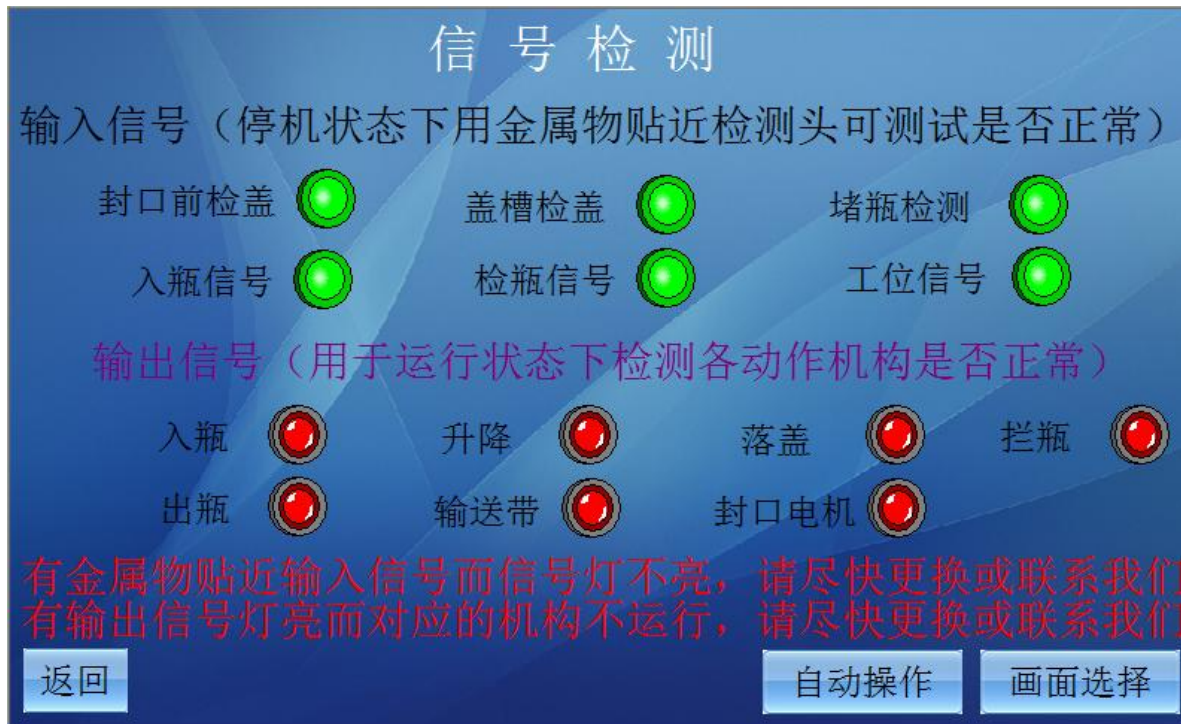 信号检测
输入信号（停机状态下用金属物贴近检测头可测试是否正常）
封口前检盖 盖槽检盖 堵瓶检测
入瓶信号 检瓶信号 工位信号
输出信号（用于运行状态下检测各动作机构是否正常）
入瓶 升降 落盖 拦瓶
出瓶 输送带 封口电机
有金属物贴近输入信号而信号灯不亮，请尽快更换或联系我们
有输出信号灯亮而对应的机构不运行，请尽快更换或联系我们
返回 自动操作 画面选择